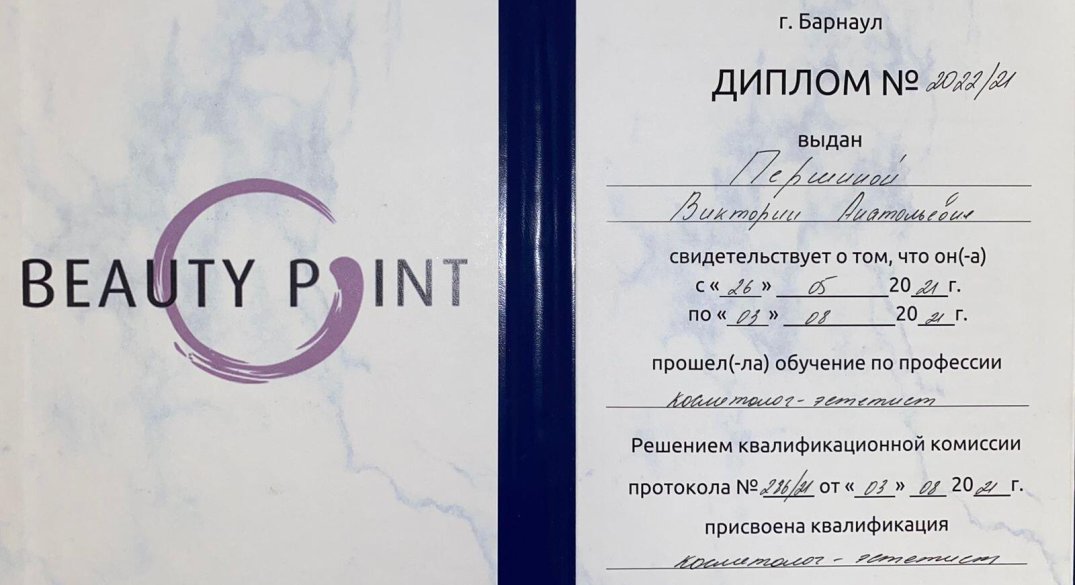 BEAUTY POINT
г. Барнаул
ДИПЛОМ № 2022/21
выдан
Першиной
Виктории Анатольевне
свидетельствует о том, что он(-а)
с «26» 05 2021 г.
по «03» 08 2021 г.
прошел(-ла) обучение по профессии
косметолог-эстетист
Решением квалификационной комиссии
протокола № 236/21 от «03» 08 2021 г.
присвоена квалификация
косметолог-эстетист